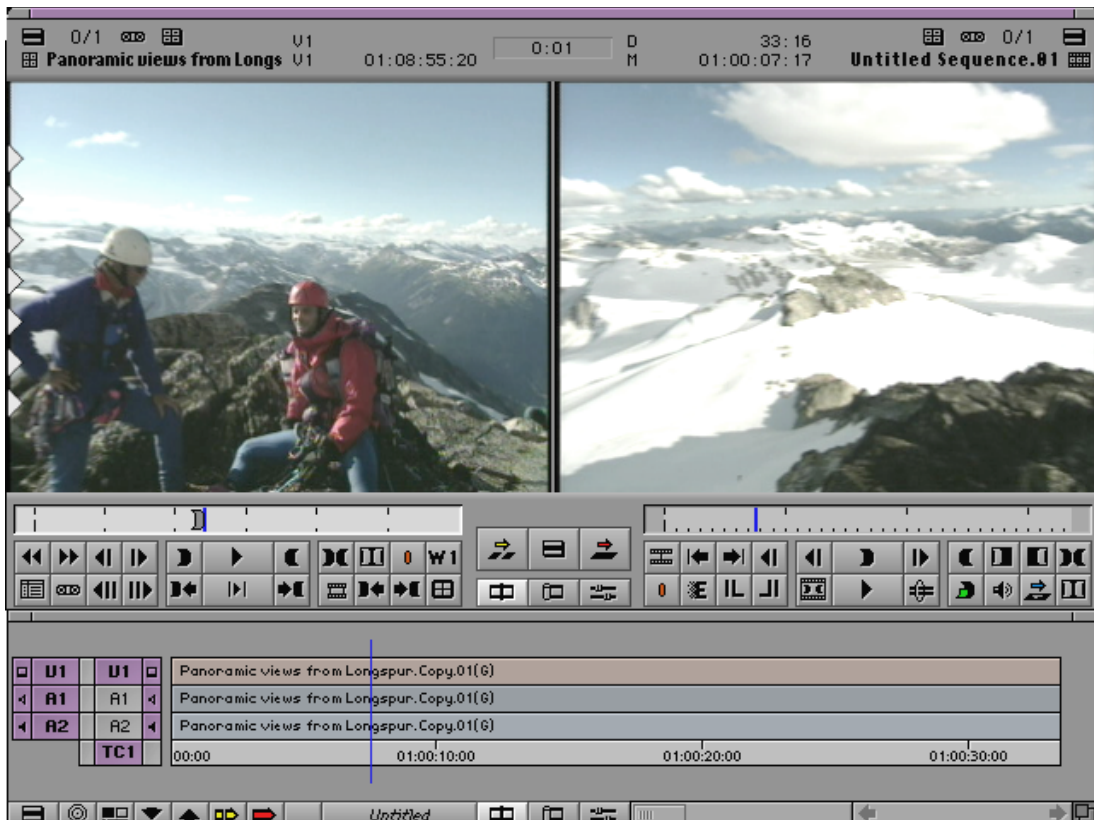 0/1 V1 0:01 D 33:16 0/1
Panoramic views from Longs V1 01:08:55:20 M 01:00:07:17 Untitled Sequence.01
W1
V1 V1 Panoramic views from Longspur.Copy.01(G)
A1 A1 Panoramic views from Longspur.Copy.01(G)
A2 A2 Panoramic views from Longspur.Copy.01(G)
TC1 00:00 01:00:10:00 01:00:20:00 01:00:30:00
Untitled